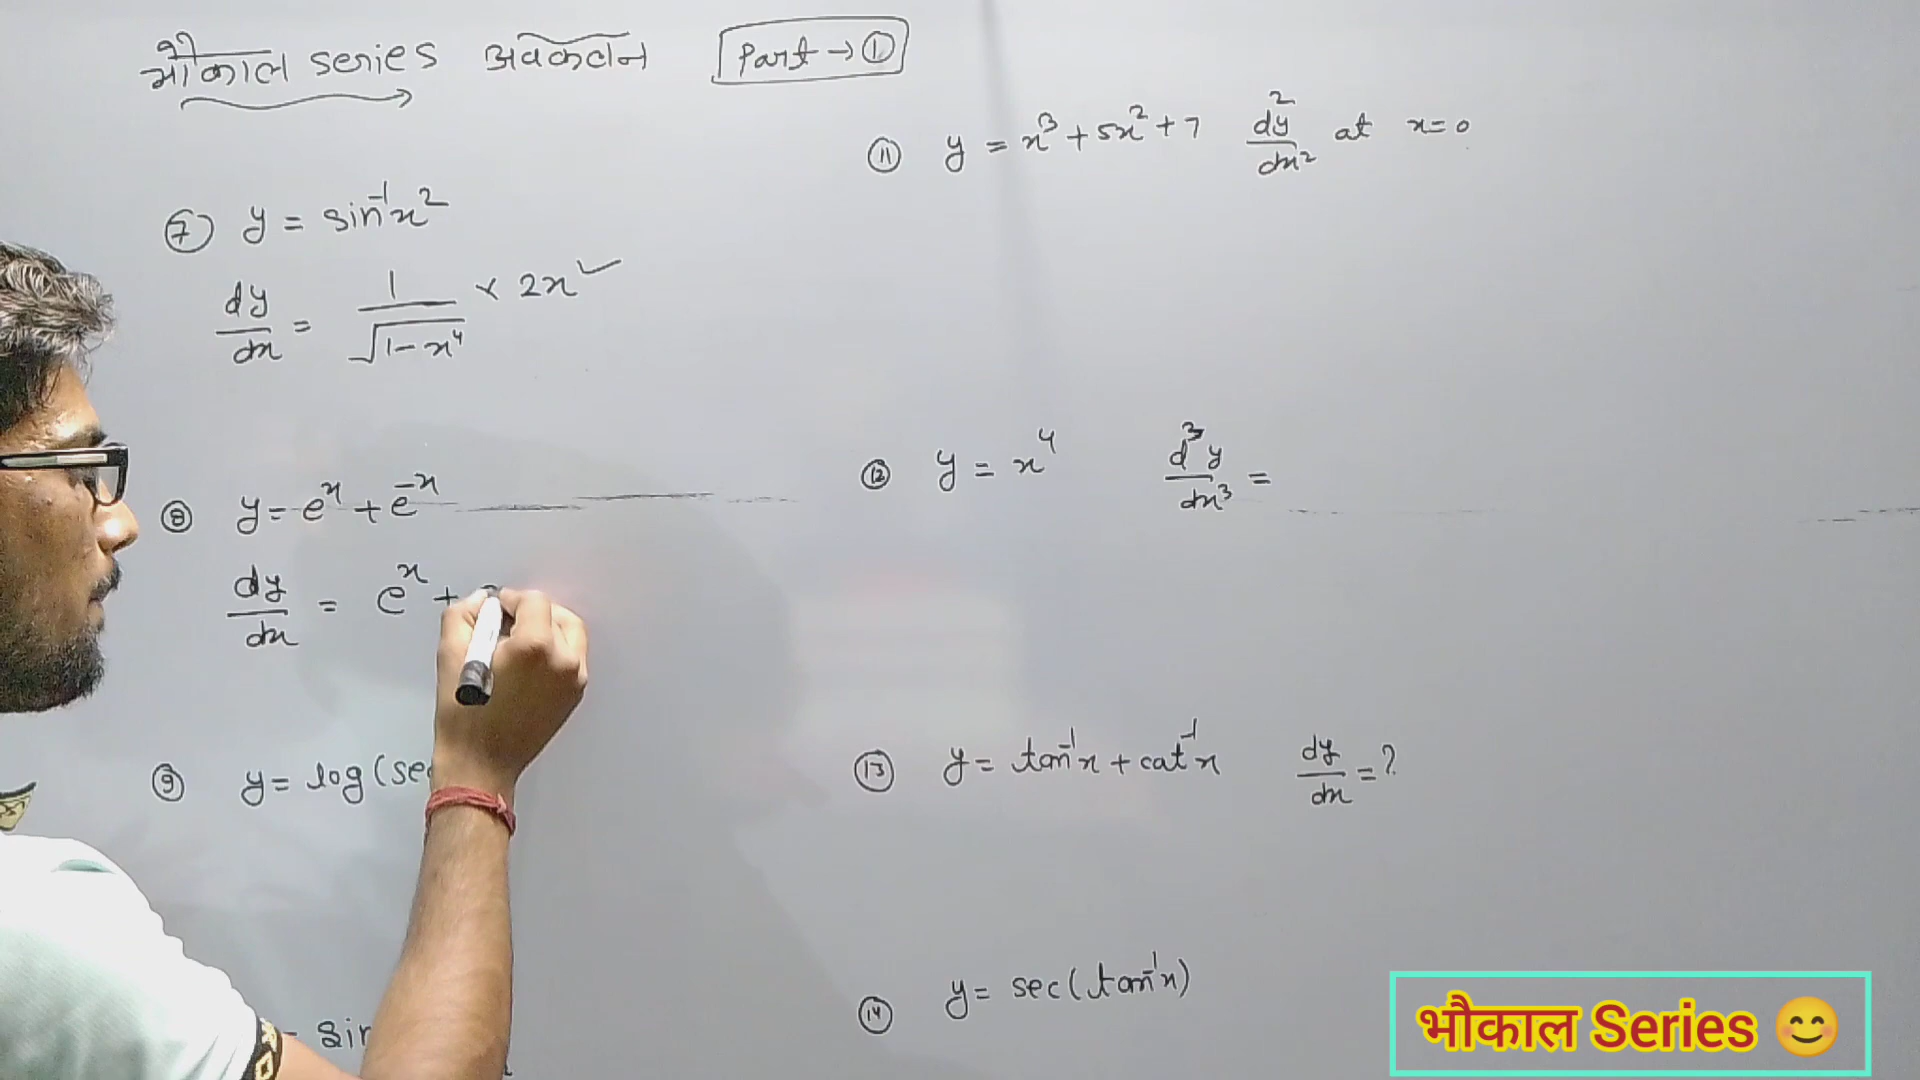 भौकाल series अवकलन Part → ①
⑦ y = sin⁻¹x²
dy/dx = 1/√(1-x⁴) × 2x ✓
⑧ y = eˣ + e⁻ˣ
dy/dx = eˣ +
⑨ y = log(sec
= sin
⑪ y = x³ + 5x² + 7 d²y/dx² at x=0
⑫ y = x⁴ d³y/dx³ =
⑬ y = tan⁻¹x + cat⁻¹x dy/dx = ?
⑭ y = sec(tan⁻¹x)
भौकाल Series 😊